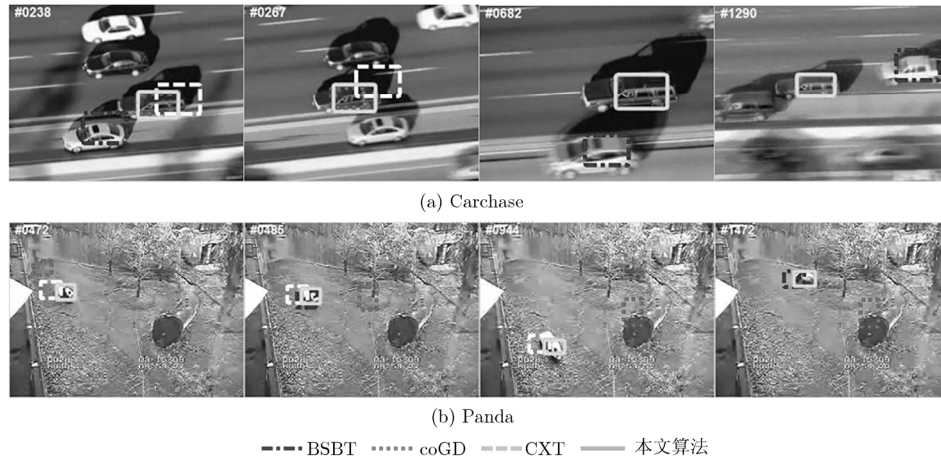 #0238 #0267 #0682 #1290
(a) Carchase
#0472 #0485 #0944 #1472
(b) Panda
BSBT coGD CXT 本文算法